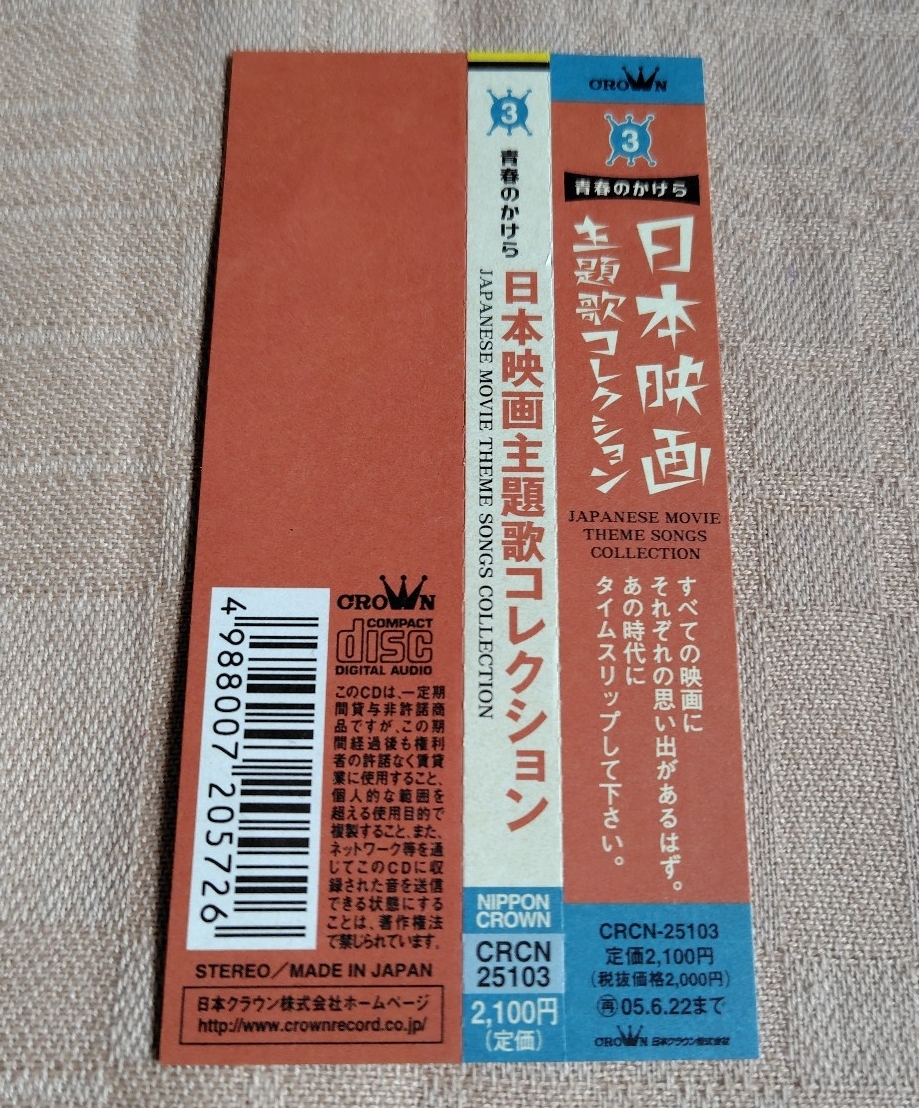 CROWN
3
青春のかけら
日本映画
主題歌コレクション
JAPANESE MOVIE
THEME SONGS
COLLECTION
すべての映画に
それぞれの思い出があるはず。
あの時代に
タイムスリップして下さい。
CRCN-25103
定価2,100円
(税抜価格2,000円)
再05.6.22まで
CROWN 日本クラウン株式会社
3
青春のかけら
日本映画主題歌コレクション
JAPANESE MOVIE THEME SONGS COLLECTION
NIPPON
CROWN
CRCN
25103
2,100円
(定価)
CROWN
COMPACT
disc
DIGITAL AUDIO
このCDは、一定期
間貸与非許諾商
品ですが、この期
間経過後も権利
者の許諾なく賃貸
業に使用すること、
個人的な範囲を
超える使用目的で
複製すること、また、
ネットワーク等を通
じてこのCDに収
録された音を送信
できる状態にする
ことは、著作権法
で禁じられています。
4 988007 205726
STEREO／MADE IN JAPAN
日本クラウン株式会社ホームページ
http://www.crownrecord.co.jp/